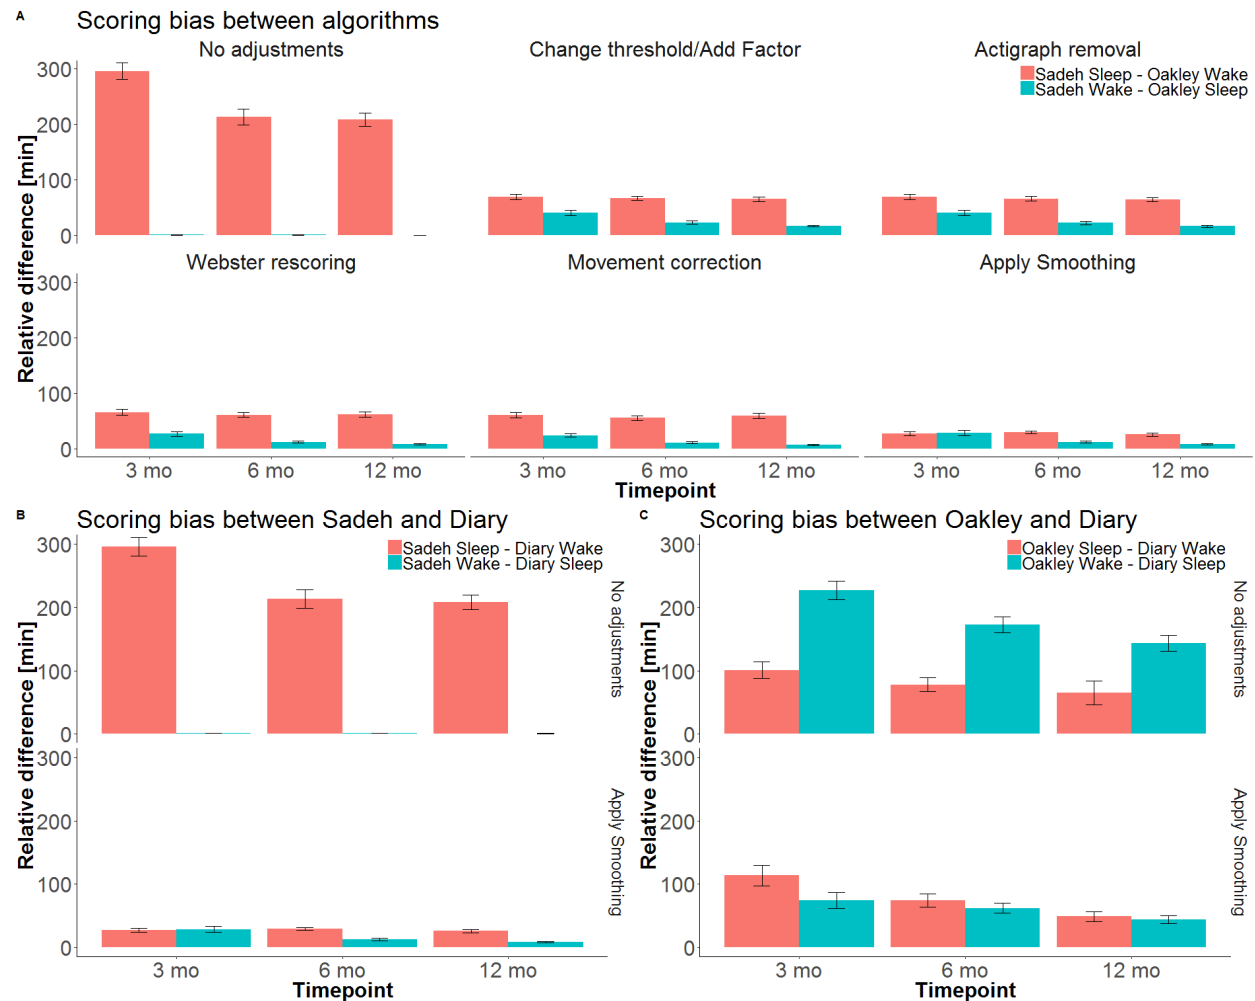 A
Scoring bias between algorithms
No adjustments
Change threshold/Add Factor
Actigraph removal
Sadeh Sleep - Oakley Wake
Sadeh Wake - Oakley Sleep
300
200
100
0
Relative difference [min]
Webster rescoring
Movement correction
Apply Smoothing
300
200
100
0
3 mo 6 mo 12 mo
3 mo 6 mo 12 mo
3 mo 6 mo 12 mo
Timepoint
B
Scoring bias between Sadeh and Diary
Sadeh Sleep - Diary Wake
Sadeh Wake - Diary Sleep
300
200
100
0
No adjustments
Relative difference [min]
300
200
100
0
Apply Smoothing
3 mo 6 mo 12 mo
Timepoint
C
Scoring bias between Oakley and Diary
Oakley Sleep - Diary Wake
Oakley Wake - Diary Sleep
300
200
100
0
No adjustments
Relative difference [min]
300
200
100
0
Apply Smoothing
3 mo 6 mo 12 mo
Timepoint